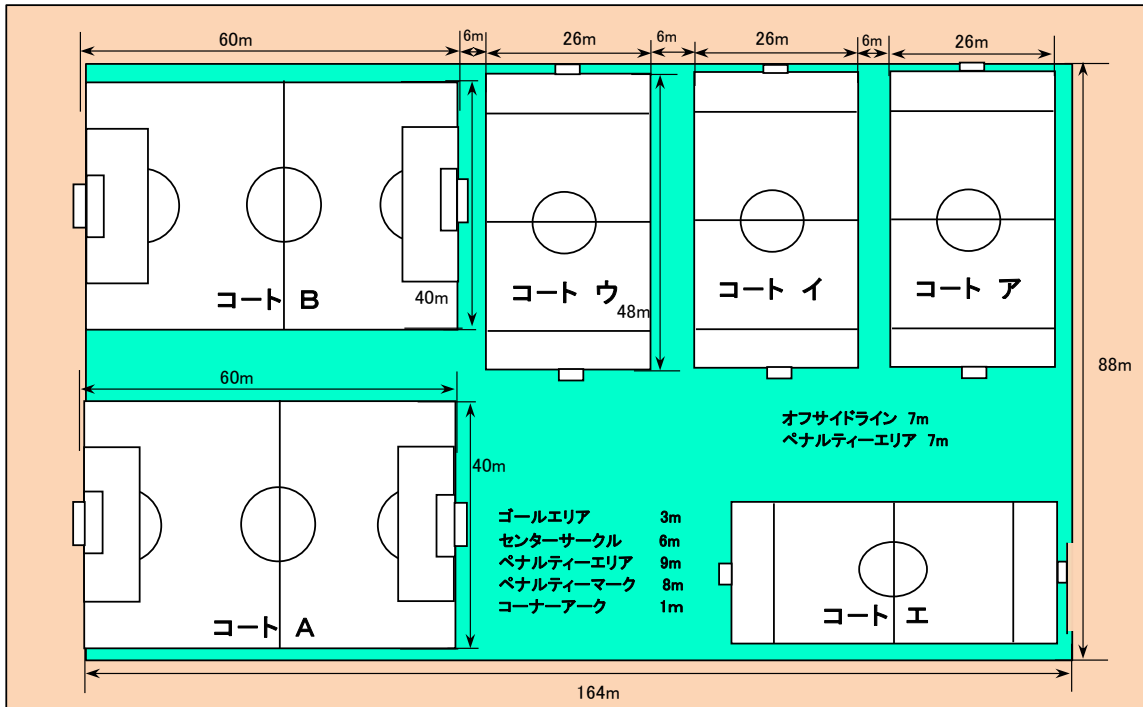 60m
6m
26m
6m
26m
6m
26m
コート B
40m
コート ウ
48m
コート イ
コート ア
88m
60m
40m
オフサイドライン 7m
ペナルティーエリア 7m
ゴールエリア 3m
センターサークル 6m
ペナルティーエリア 9m
ペナルティーマーク 8m
コーナーアーク 1m
コート A
コート エ
164m